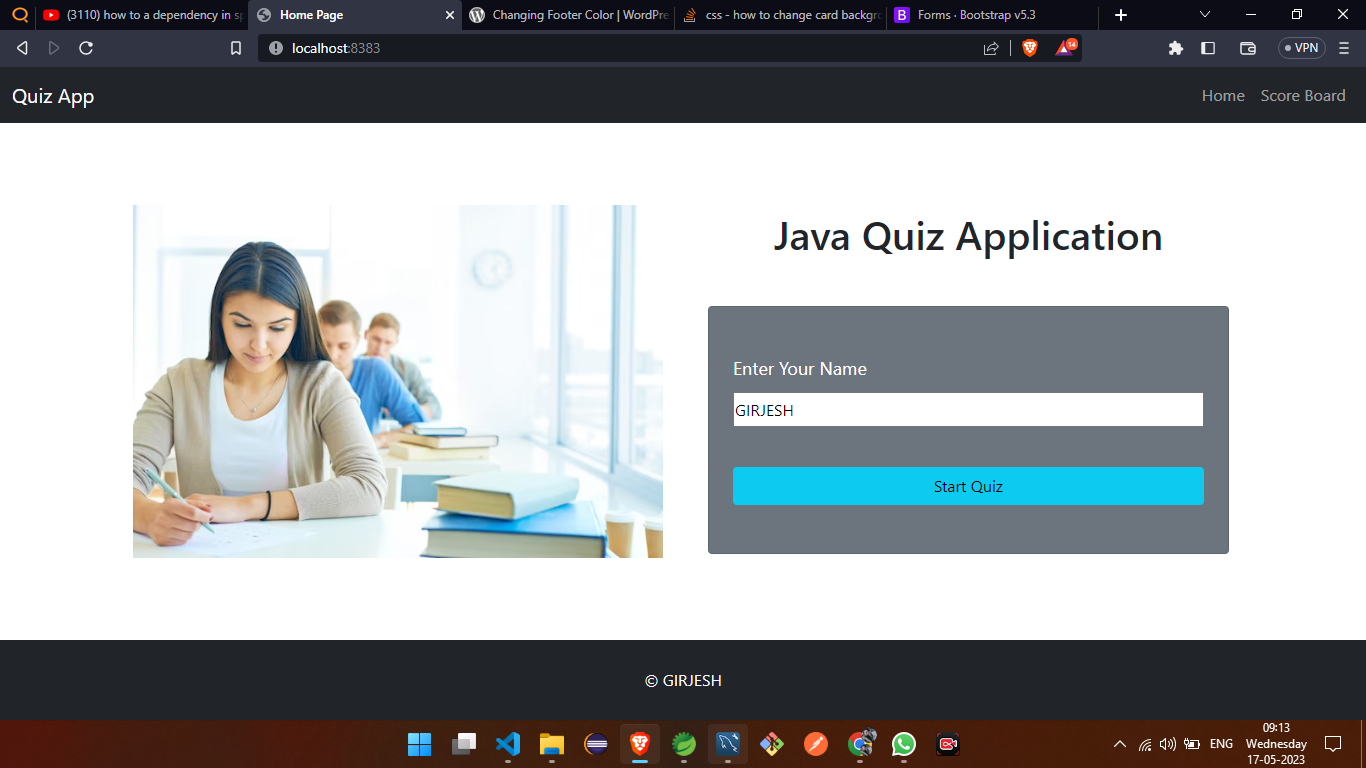 (3110) how to a dependency in sp
Home Page
Changing Footer Color | WordPre
css - how to change card backgro
Forms · Bootstrap v5.3
localhost:8383
14
VPN
Quiz App
Home
Score Board
Java Quiz Application
Enter Your Name
GIRJESH
Start Quiz
© GIRJESH
ENG
09:13
Wednesday
17-05-2023